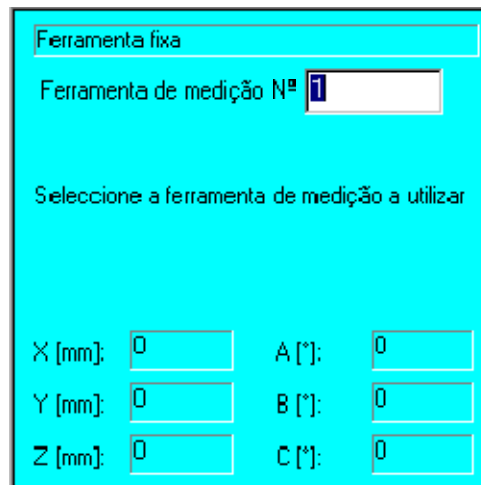 Ferramenta fixa
Ferramenta de medição Nª 1
Seleccione a ferramenta de medição a utilizar
X [mm]: 0 A [°]: 0
Y [mm]: 0 B [°]: 0
Z [mm]: 0 C [°]: 0